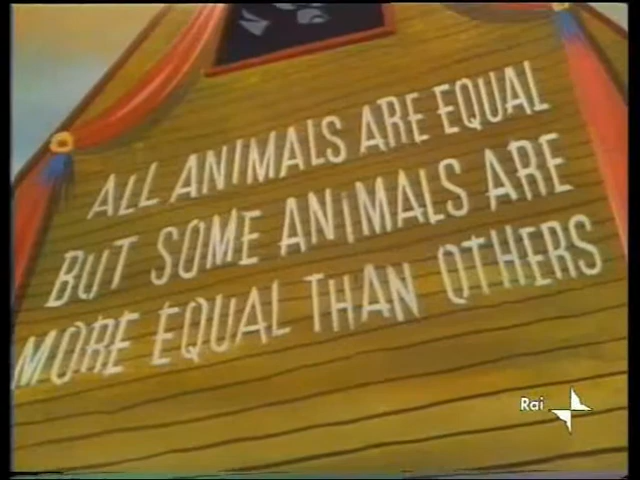 ALL ANIMALS ARE EQUAL
BUT SOME ANIMALS ARE
MORE EQUAL THAN OTHERS
Rai